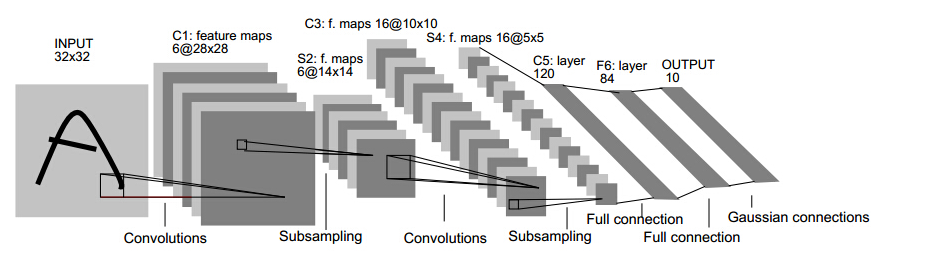 INPUT
32x32
C1: feature maps
6@28x28
S2: f. maps
6@14x14
C3: f. maps 16@10x10
S4: f. maps 16@5x5
C5: layer
120
F6: layer
84
OUTPUT
10
Convolutions
Subsampling
Convolutions
Subsampling
Full connection
Full connection
Gaussian connections